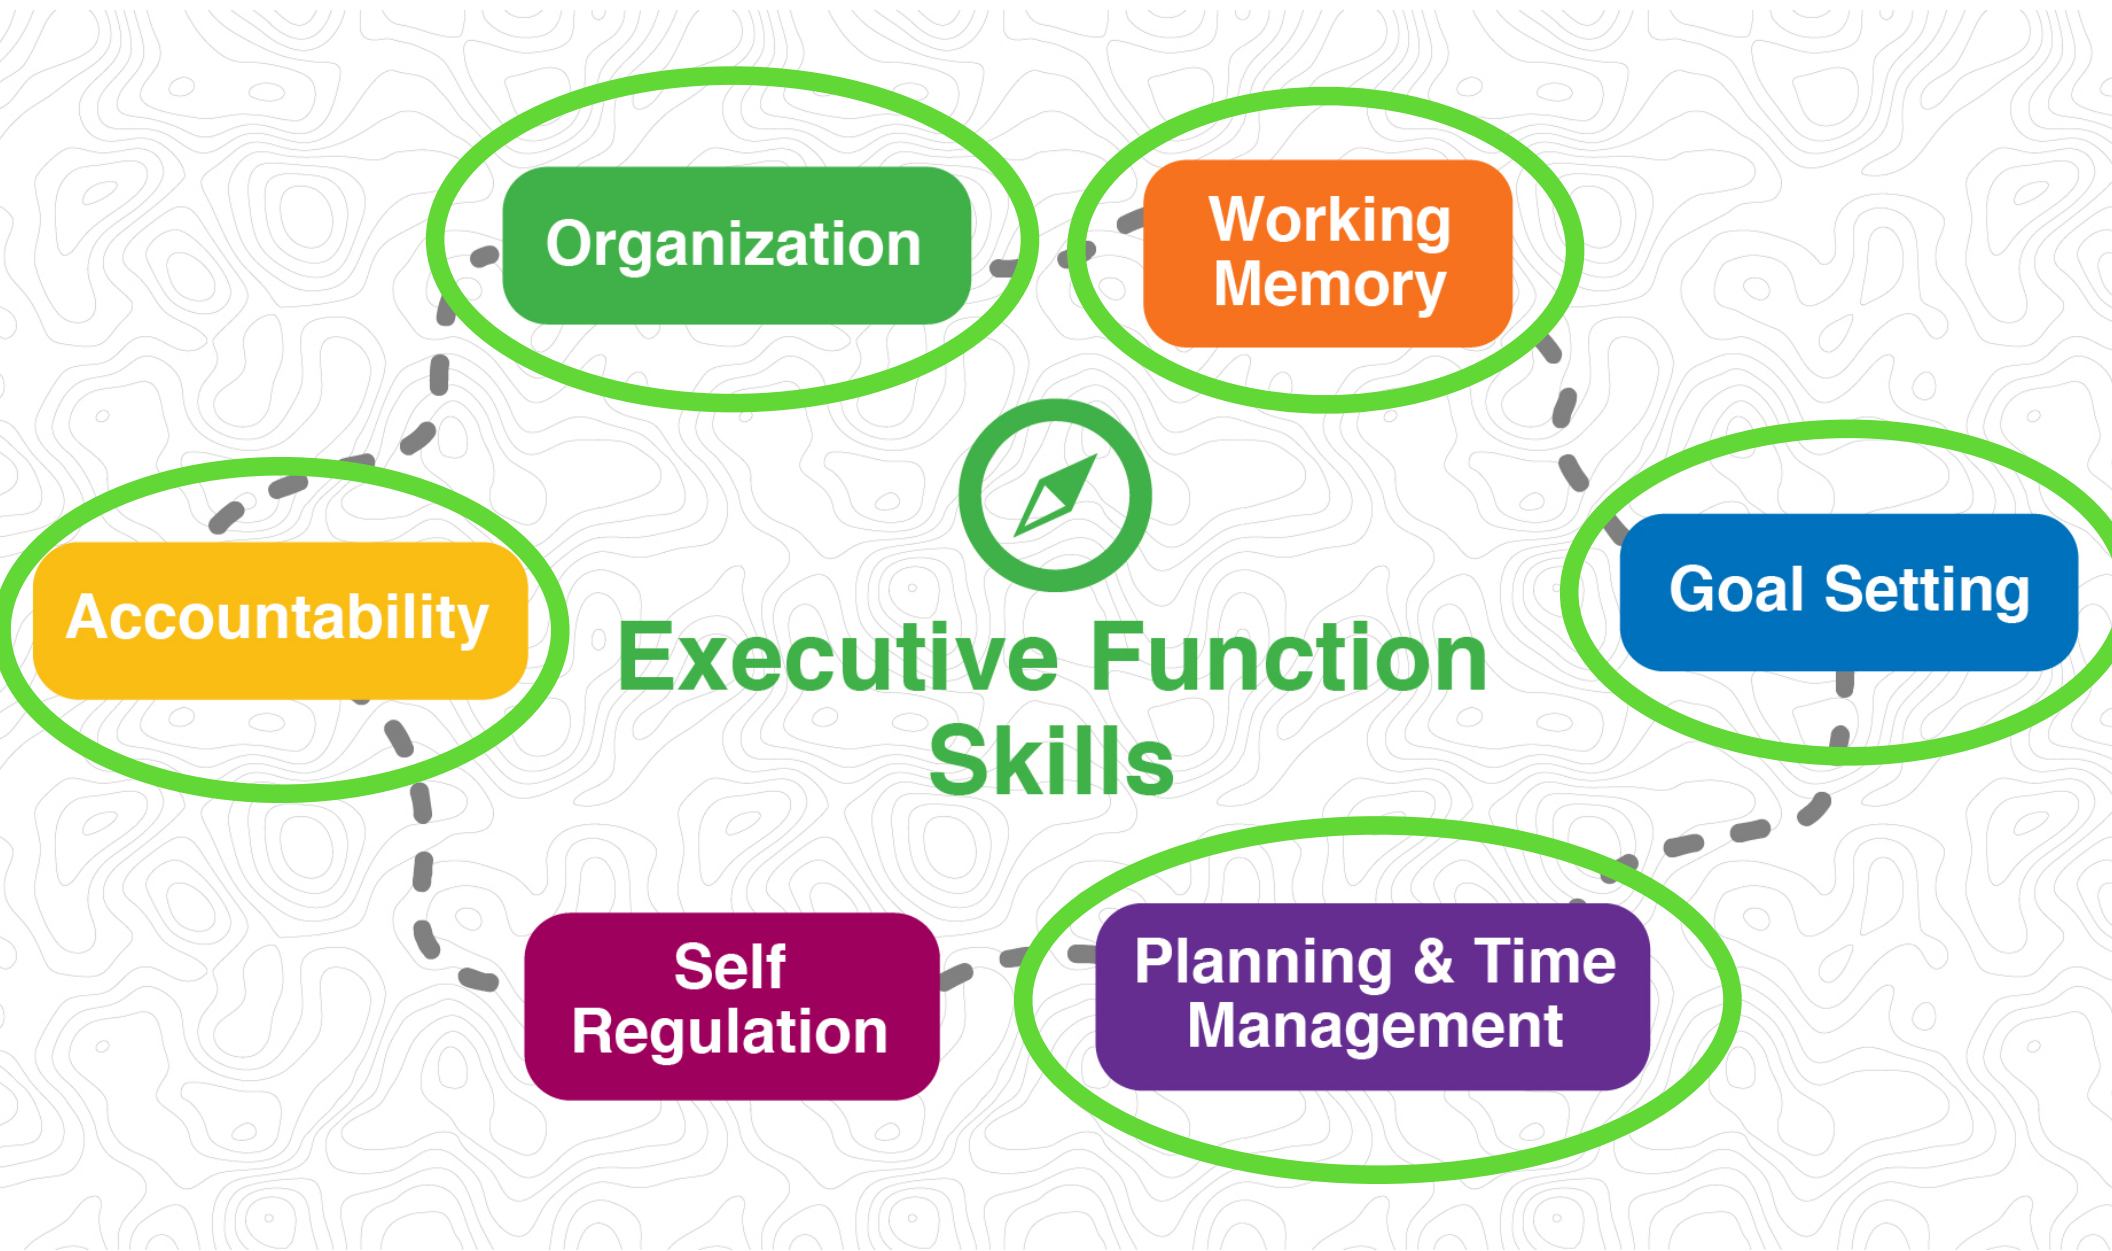 Organization
Working
Memory
Goal Setting
Accountability
Executive Function
Skills
Planning & Time
Management
Self
Regulation